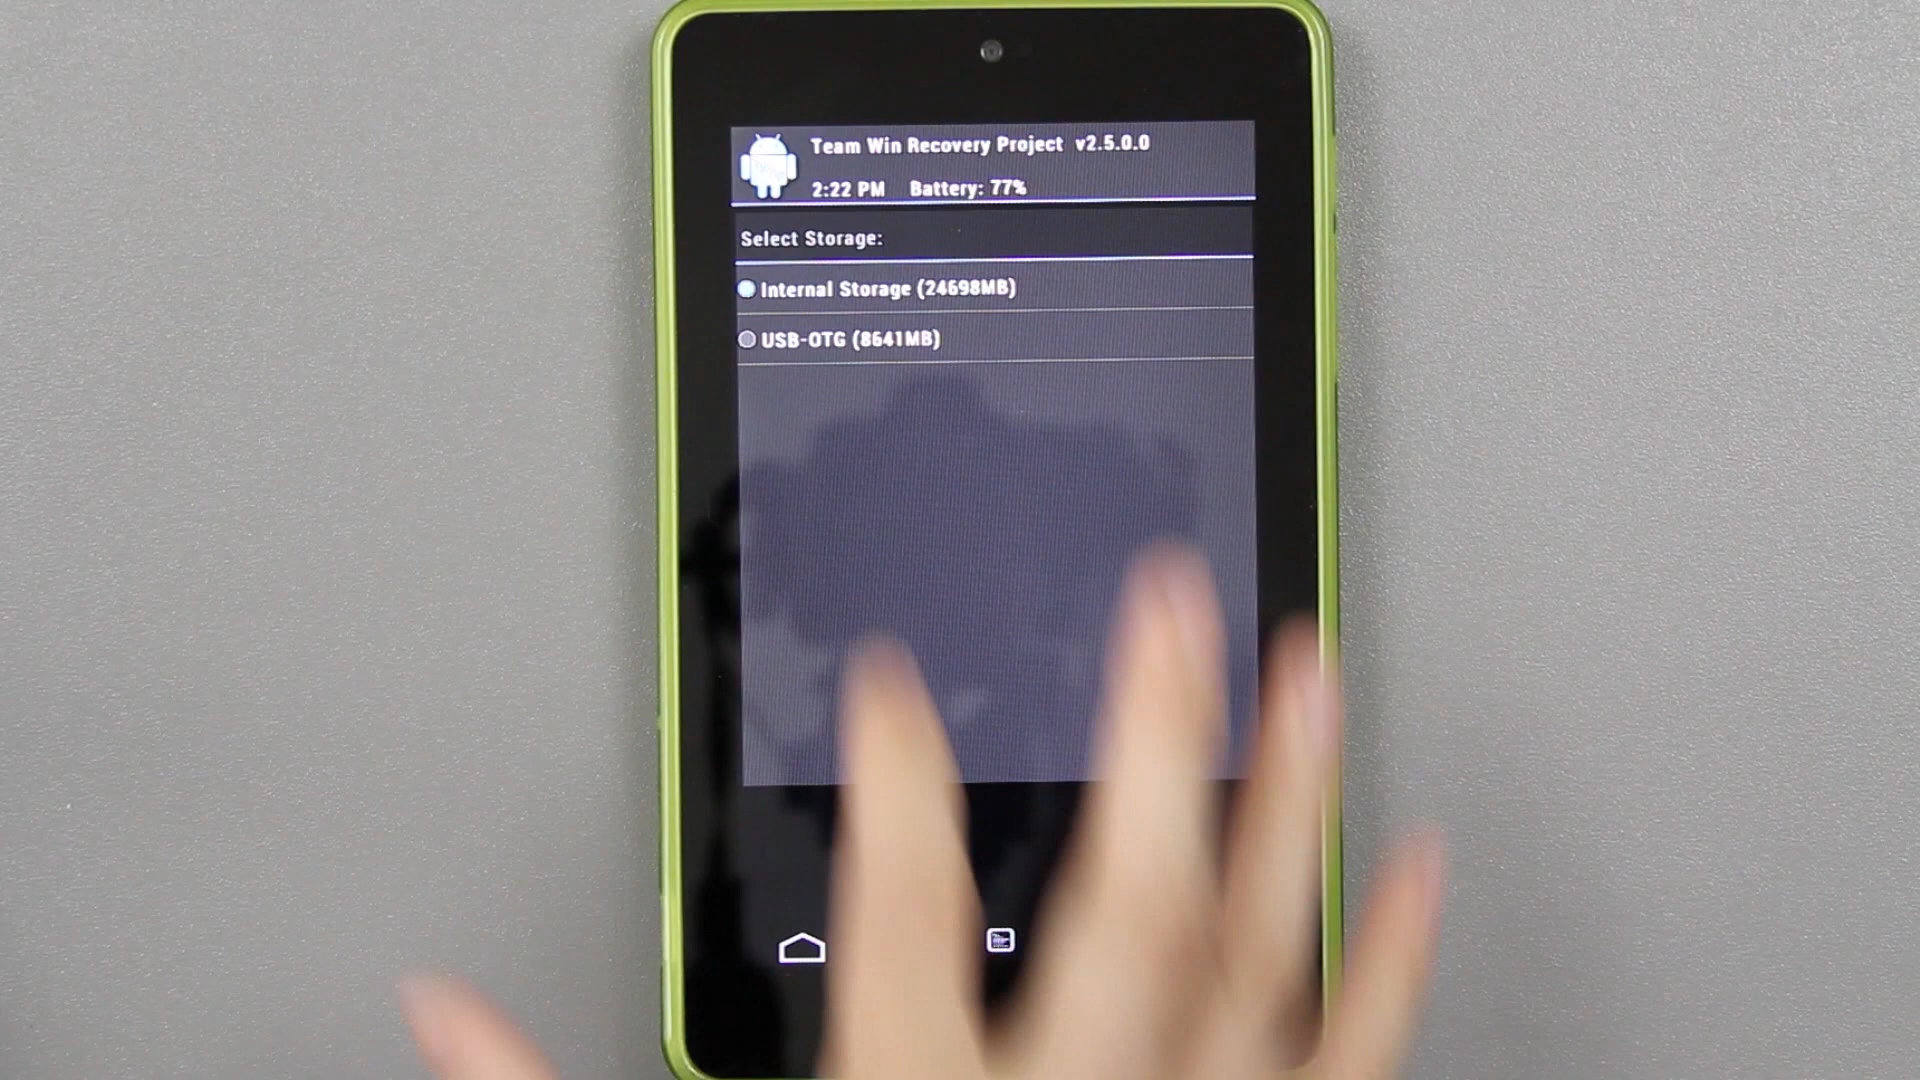 Team Win Recovery Project v2.5.0.0
2:22 PM Battery: 77%
Select Storage:
Internal Storage (24698MB)
USB-OTG (8641MB)